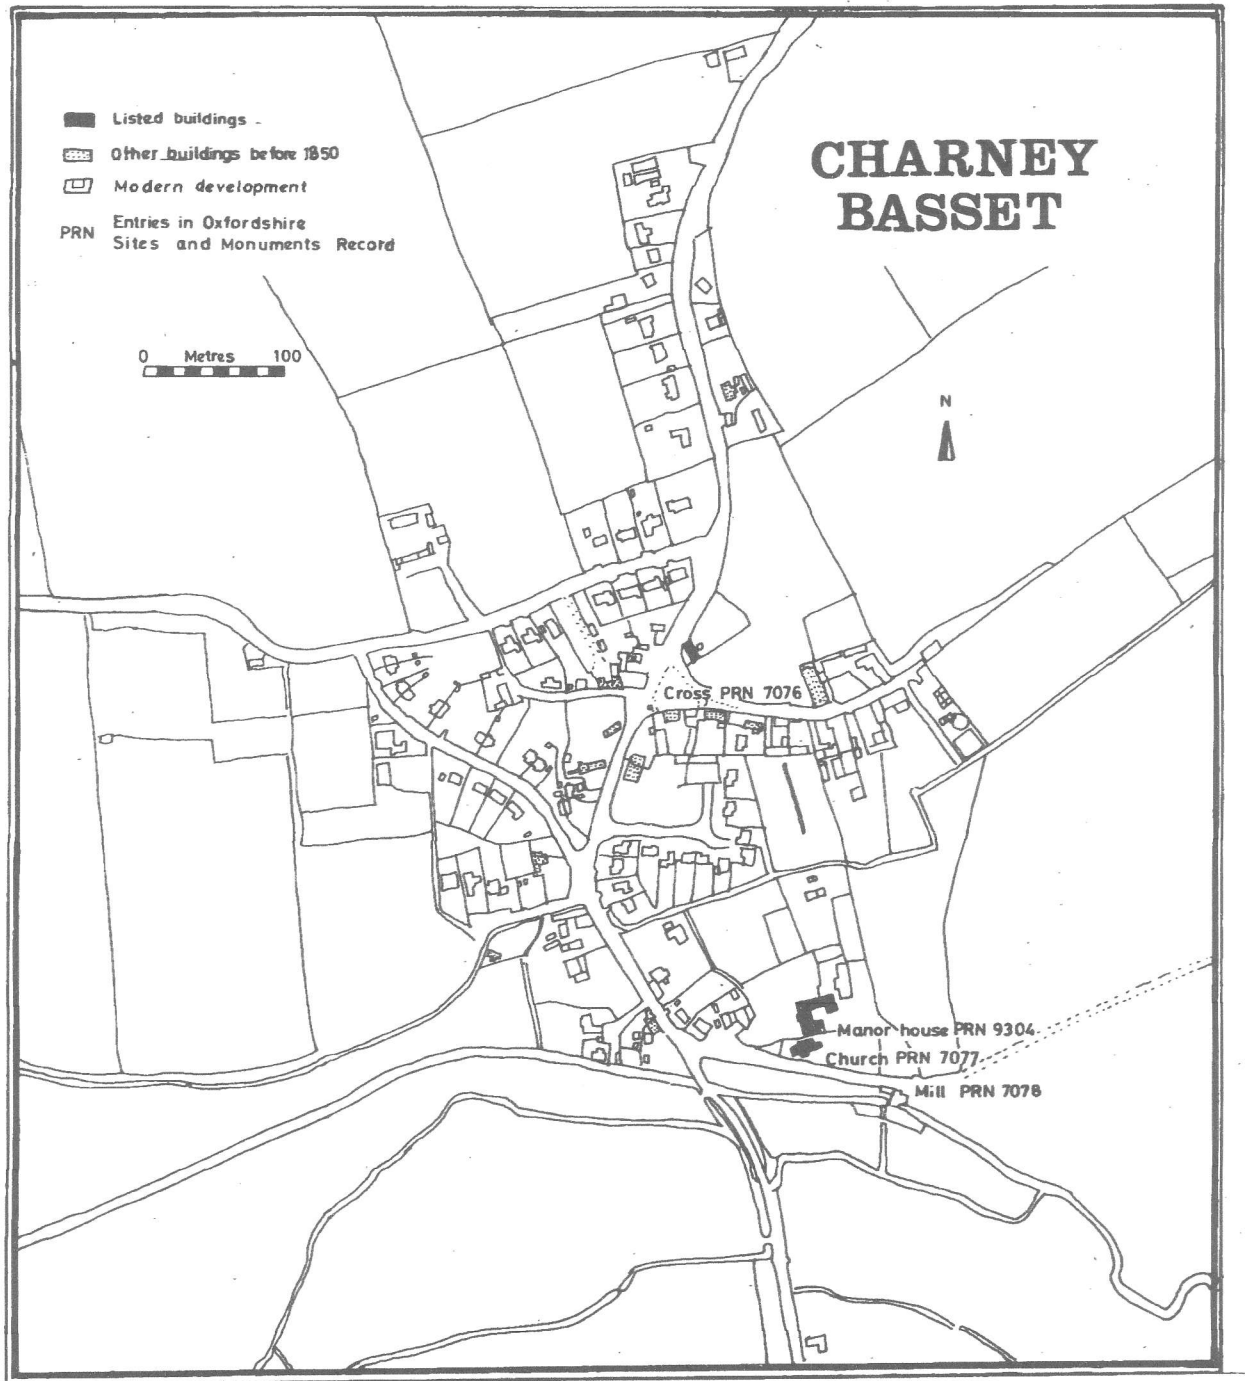 CHARNEY
BASSET
Listed buildings
Other buildings before 1850
Modern development
PRN Entries in Oxfordshire
Sites and Monuments Record
0 Metres 100
N
Cross PRN 7076
Manor house PRN 9304
Church PRN 7077
Mill PRN 7078